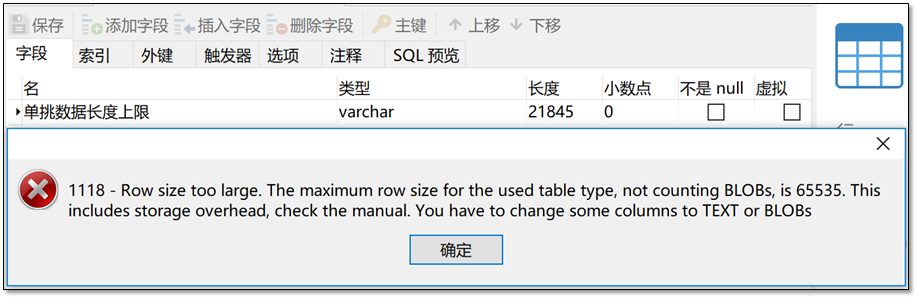 保存 添加字段 插入字段 删除字段 主键 上移 下移
字段 索引 外键 触发器 选项 注释 SQL 预览
名 类型 长度 小数点 不是 null 虚拟
单挑数据长度上限 varchar 21845 0
1118 - Row size too large. The maximum row size for the used table type, not counting BLOBs, is 65535. This
includes storage overhead, check the manual. You have to change some columns to TEXT or BLOBs
确定